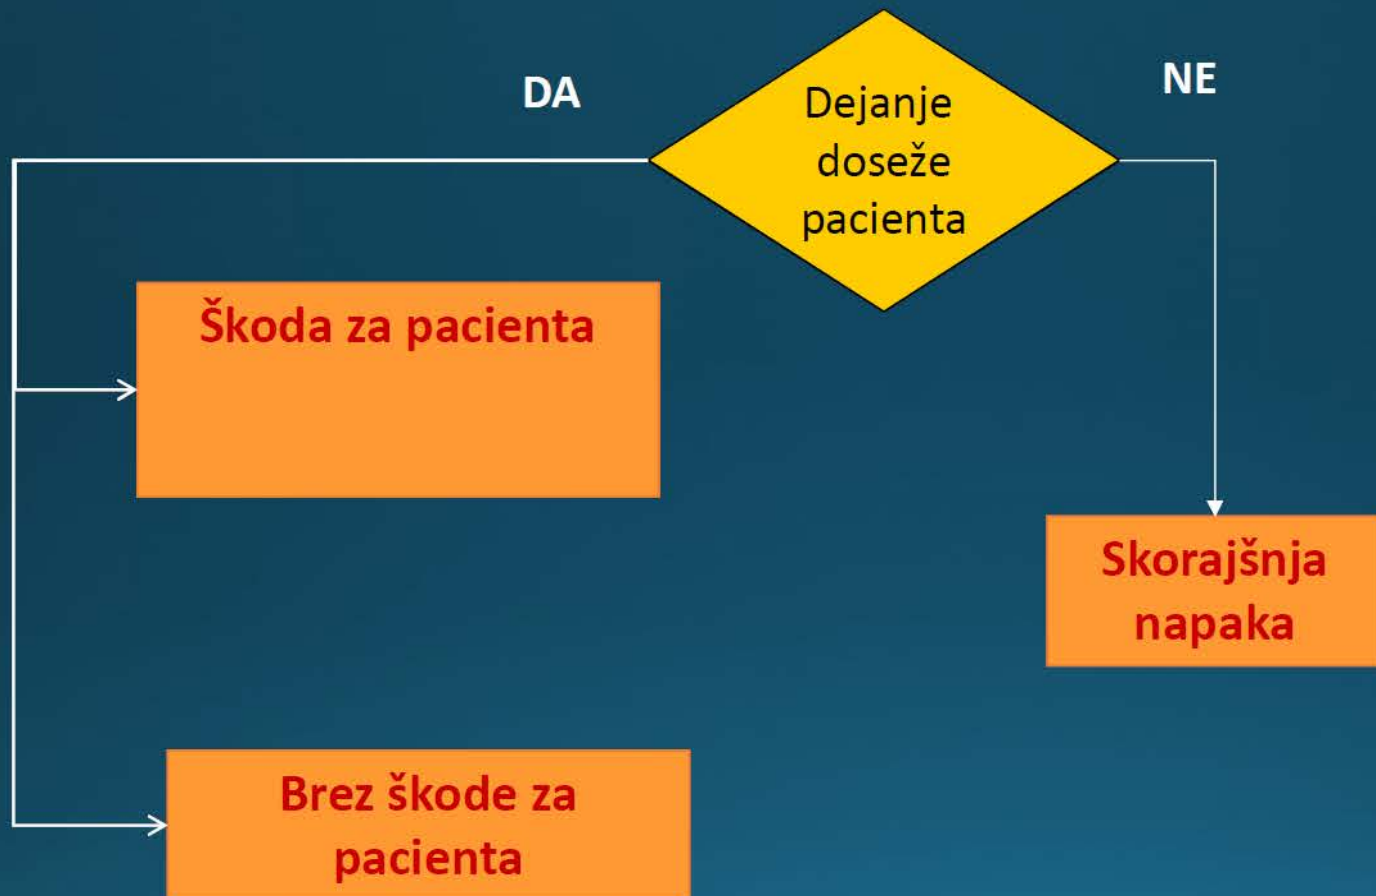 DA
Dejanje
doseže
pacienta
NE
Škoda za pacienta
Skorajšnja
napaka
Brez škode za
pacienta